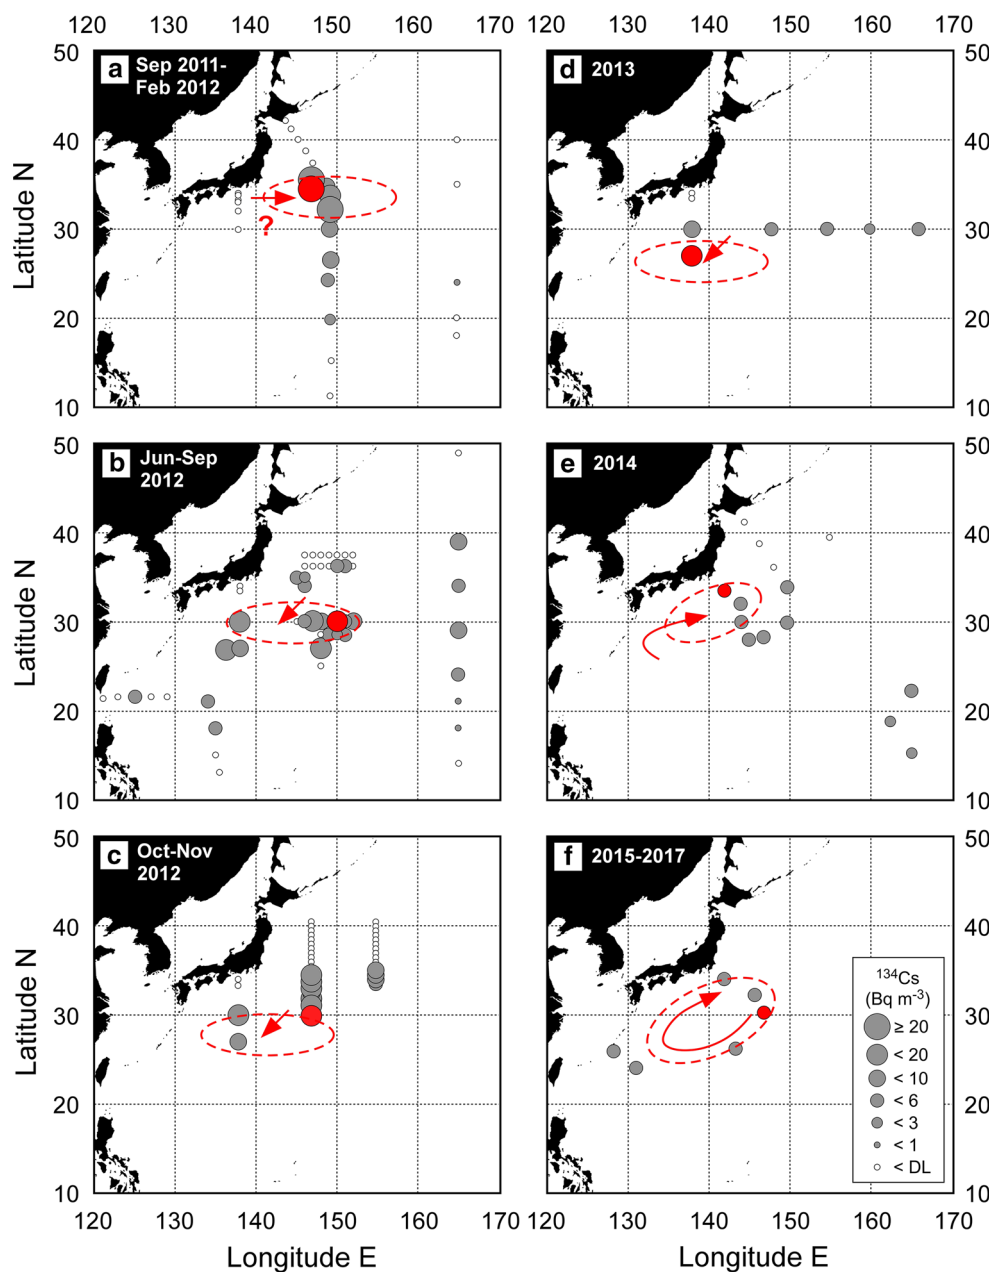 120 130 140 150 160 170
120 130 140 150 160 170
50
40
30
20
10
Latitude N
a
Sep 2011-
Feb 2012
?
50
40
30
20
10
d
2013
50
40
30
20
10
Latitude N
b
Jun-Sep
2012
50
40
30
20
10
e
2014
50
40
30
20
10
Latitude N
c
Oct-Nov
2012
50
40
30
20
10
f
2015-2017
134Cs
(Bq m-3)
≥ 20
< 20
< 10
< 6
< 3
< 1
< DL
120 130 140 150 160 170
120 130 140 150 160 170
Longitude E
Longitude E